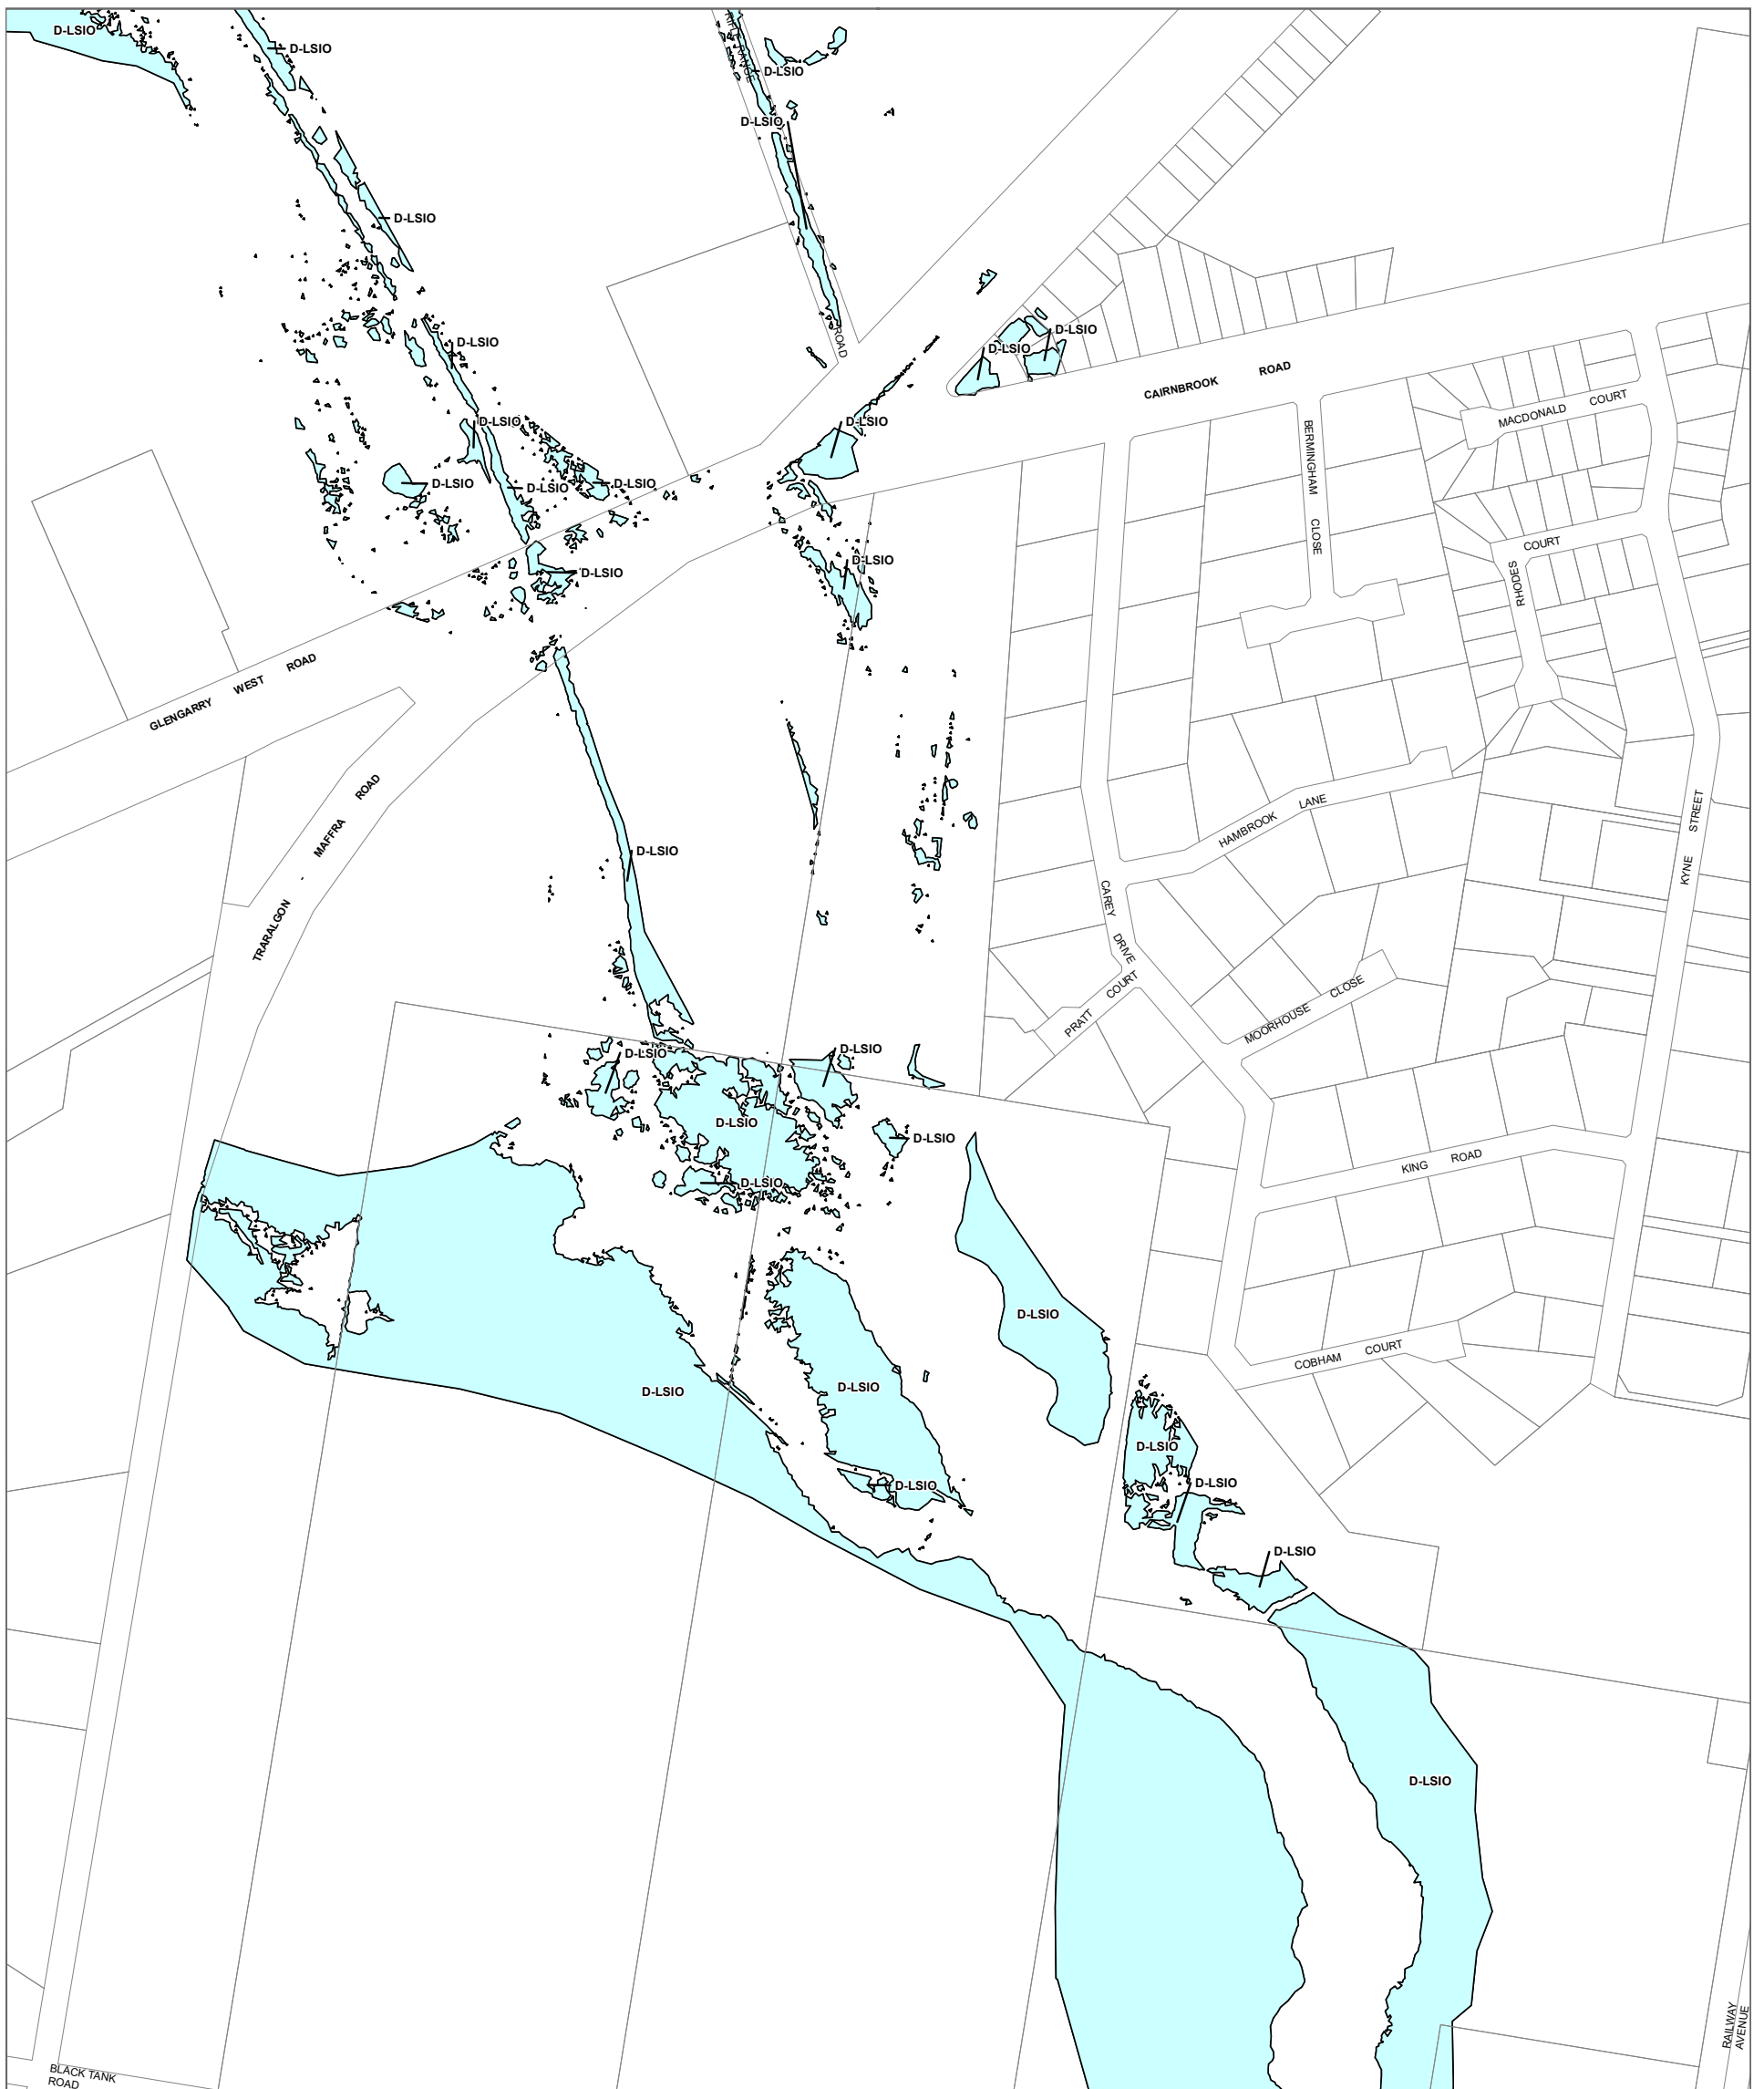 D-LSIO
D-LSIO
RIFLE RANGE
D-LSIO
D-LSIO
D-LSIO
D-LSIO
ROAD
D-LSIO
D-LSIO
CAIRNBROOK ROAD
MACDONALD COURT
D-LSIO
D-LSIO
BERMINGHAM CLOSE
D-LSIO
D-LSIO
D-LSIO
RHODES COURT
D-LSIO
D-LSIO
GLENGARRY WEST ROAD
TRARALGON - MAFFRA ROAD
HAMBROOK LANE
KYNE STREET
D-LSIO
CAREY DRIVE
PRATT COURT
MOORHOUSE CLOSE
D-LSIO
D-LSIO
D-LSIO
D-LSIO
D-LSIO
KING ROAD
D-LSIO
COBHAM COURT
D-LSIO
D-LSIO
D-LSIO
D-LSIO
D-LSIO
D-LSIO
D-LSIO
RAILWAY
AVENUE
BLACK TANK
ROAD